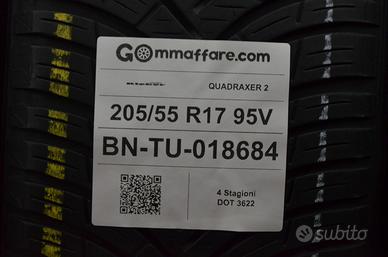 GOmmaffare.com
QUADRAXER 2
205/55 R17 95V
BN-TU-018684
4 Stagioni
DOT 3622
subito